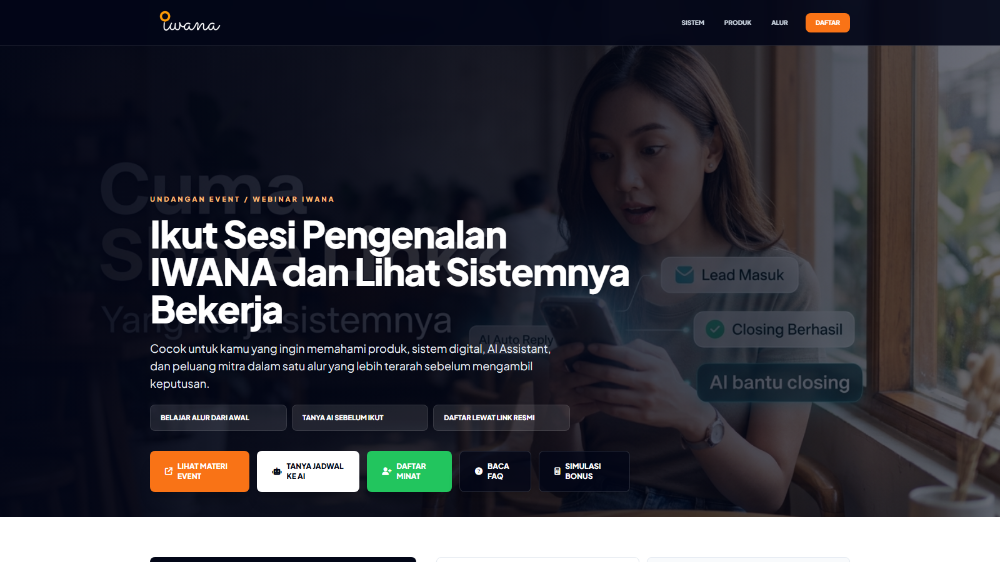 iwana
SISTEM
PRODUK
ALUR
DAFTAR
Cuma
Share Link
UNDANGAN EVENT / WEBINAR IWANA
Ikut Sesi Pengenalan
IWANA dan Lihat Sistemnya
Bekerja
Yang kerja sistemnya
Lead Masuk
Closing Berhasil
AI Auto Reply
AI bantu closing
Cocok untuk kamu yang ingin memahami produk, sistem digital, AI Assistant,
dan peluang mitra dalam satu alur yang lebih terarah sebelum mengambil
keputusan.
BELAJAR ALUR DARI AWAL
TANYA AI SEBELUM IKUT
DAFTAR LEWAT LINK RESMI
LIHAT MATERI
EVENT
TANYA JADWAL
KE AI
DAFTAR
MINAT
BACA
FAQ
SIMULASI
BONUS